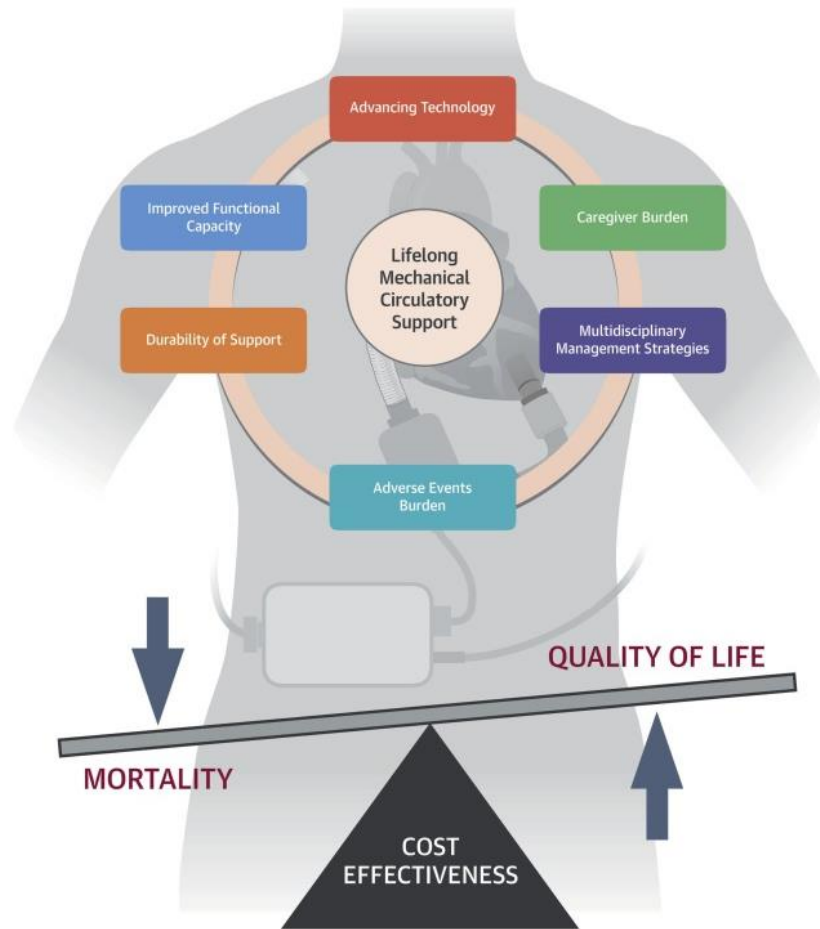 Advancing Technology
Improved Functional
Capacity
Caregiver Burden
Lifelong
Mechanical
Circulatory
Support
Durability of Support
Multidisciplinary
Management Strategies
Adverse Events
Burden
QUALITY OF LIFE
MORTALITY
COST
EFFECTIVENESS